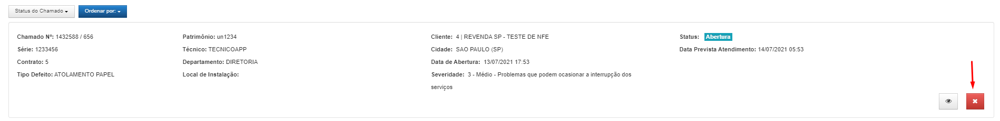 Status do Chamado
Ordenar por:
Chamado Nº: 1432588 / 656
Patrimônio: un1234
Cliente: 4 | REVENDA SP - TESTE DE NFE
Status: Abertura
Série: 1233456
Técnico: TECNICOAPP
Cidade: SAO PAULO (SP)
Data Prevista Atendimento: 14/07/2021 05:53
Contrato: 5
Departamento: DIRETORIA
Data de Abertura: 13/07/2021 17:53
Tipo Defeito: ATOLAMENTO PAPEL
Local de Instalação:
Severidade: 3 - Médio - Problemas que podem ocasionar a interrupção dos
serviços